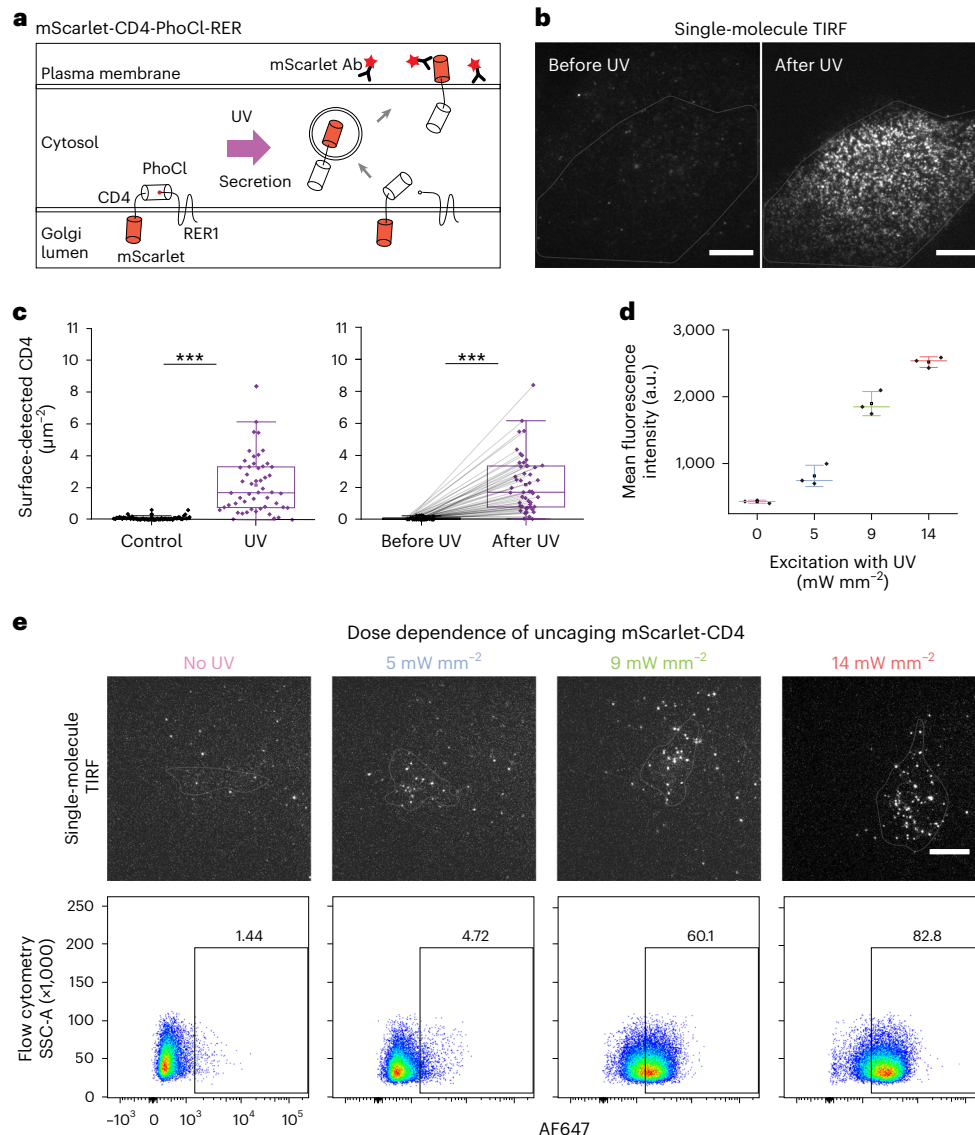 a
mScarlet-CD4-PhoCl-RER
Plasma membrane
mScarlet Ab
UV
Cytosol
Secretion
PhoCl
CD4
RER1
Golgi
lumen
mScarlet
b
Single-molecule TIRF
Before UV
After UV
c
Surface-detected CD4
(μm⁻²)
11
10
8
6
4
2
0
***
Control
UV
11
10
8
6
4
2
0
***
Before UV
After UV
d
Mean fluorescence
intensity (a.u.)
3,000
2,000
1,000
0
5
9
14
Excitation with UV
(mW mm⁻²)
e
Dose dependence of uncaging mScarlet-CD4
No UV
5 mW mm⁻²
9 mW mm⁻²
14 mW mm⁻²
Single-molecule
TIRF
Flow cytometry
SSC-A (×1,000)
250
200
150
100
50
0
1.44
4.72
60.1
82.8
−10³
0
10³
10⁴
10⁵
AF647